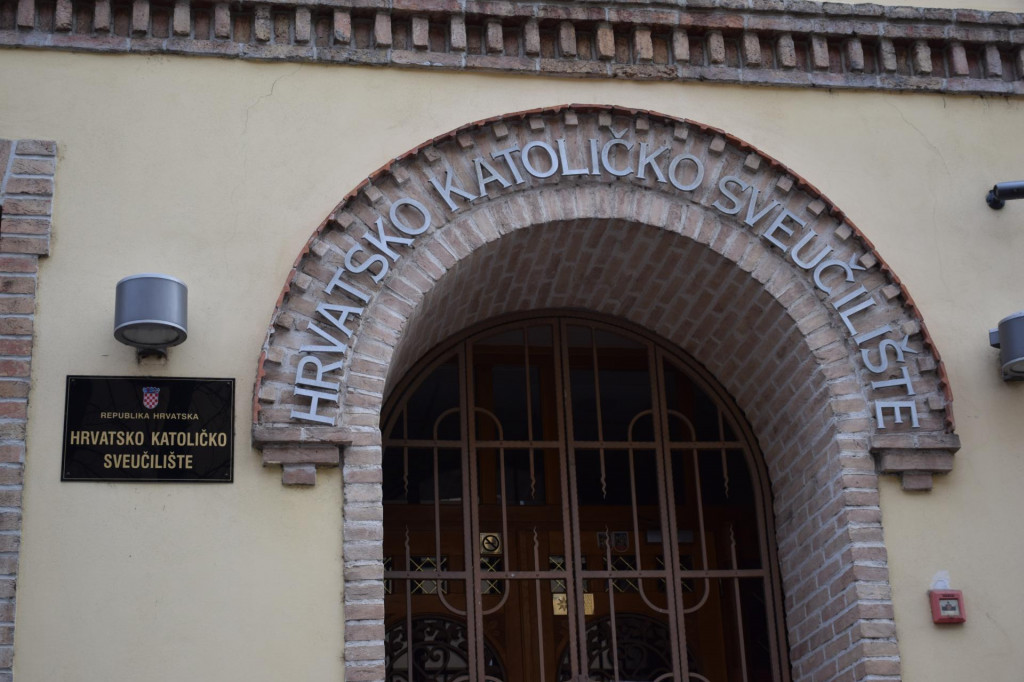 HRVATSKO KATOLIČKO SVEUČILIŠTE
REPUBLIKA HRVATSKA
HRVATSKO KATOLIČKO
SVEUČILIŠTE